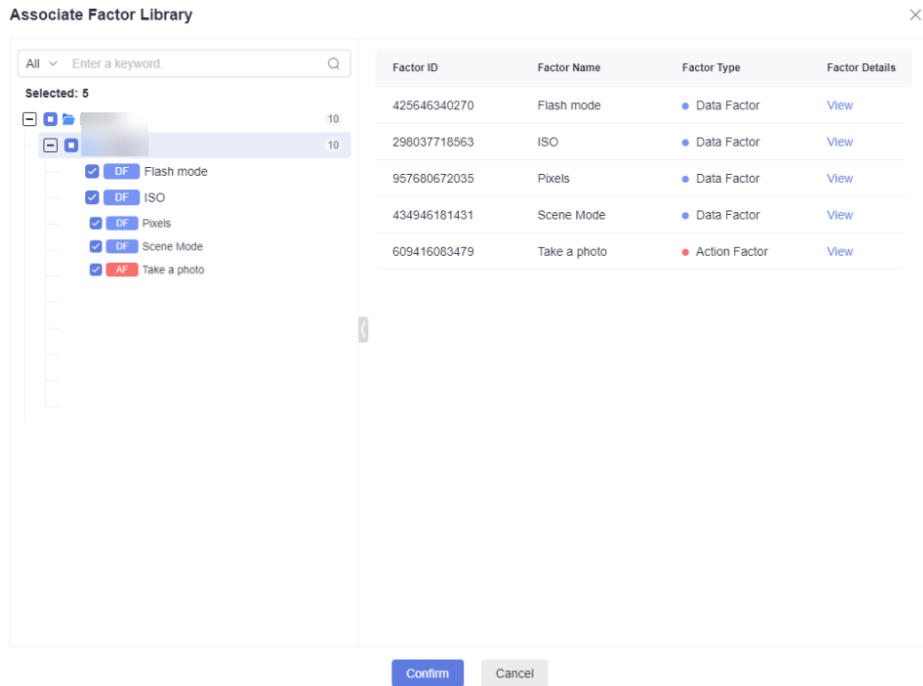 Associate Factor Library
All Enter a keyword.
Selected: 5
10
10
DF Flash mode
DF ISO
DF Pixels
DF Scene Mode
AF Take a photo
Factor ID Factor Name Factor Type Factor Details
425646340270 Flash mode Data Factor View
298037718563 ISO Data Factor View
957680672035 Pixels Data Factor View
434946181431 Scene Mode Data Factor View
609416083479 Take a photo Action Factor View
Confirm Cancel